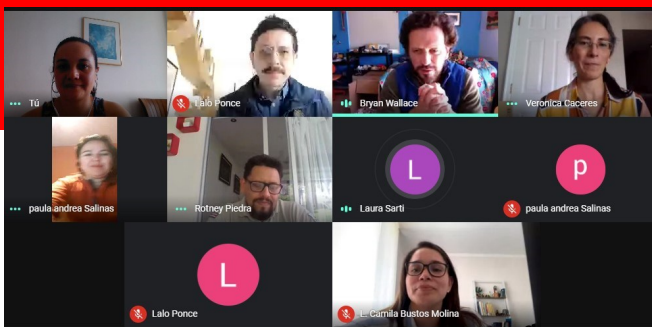 Tú
Lalo Ponce
Bryan Wallace
Veronica Caceres
paula andrea Salinas
Rotney Piedra
L
Laura Sarti
p
paula andrea Salinas
L
Lalo Ponce
L. Camila Bustos Molina